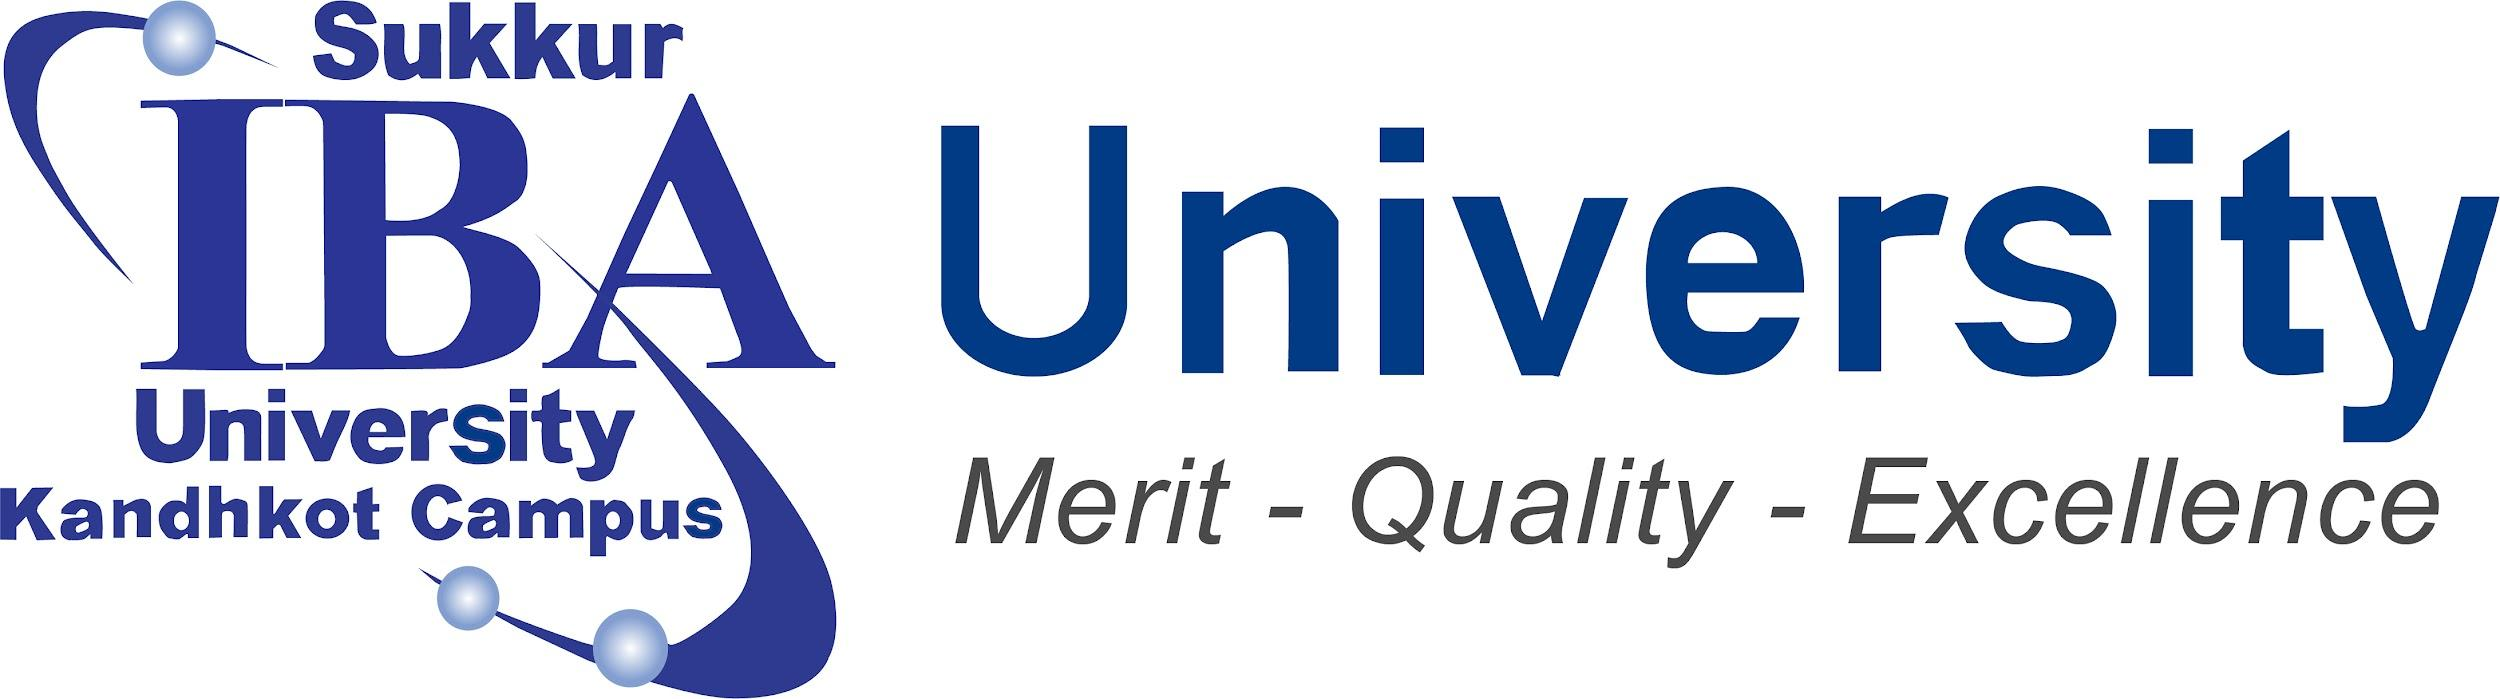 Sukkur
IBA
University
Kandhkot Campus
University
Merit - Quality - Excellence